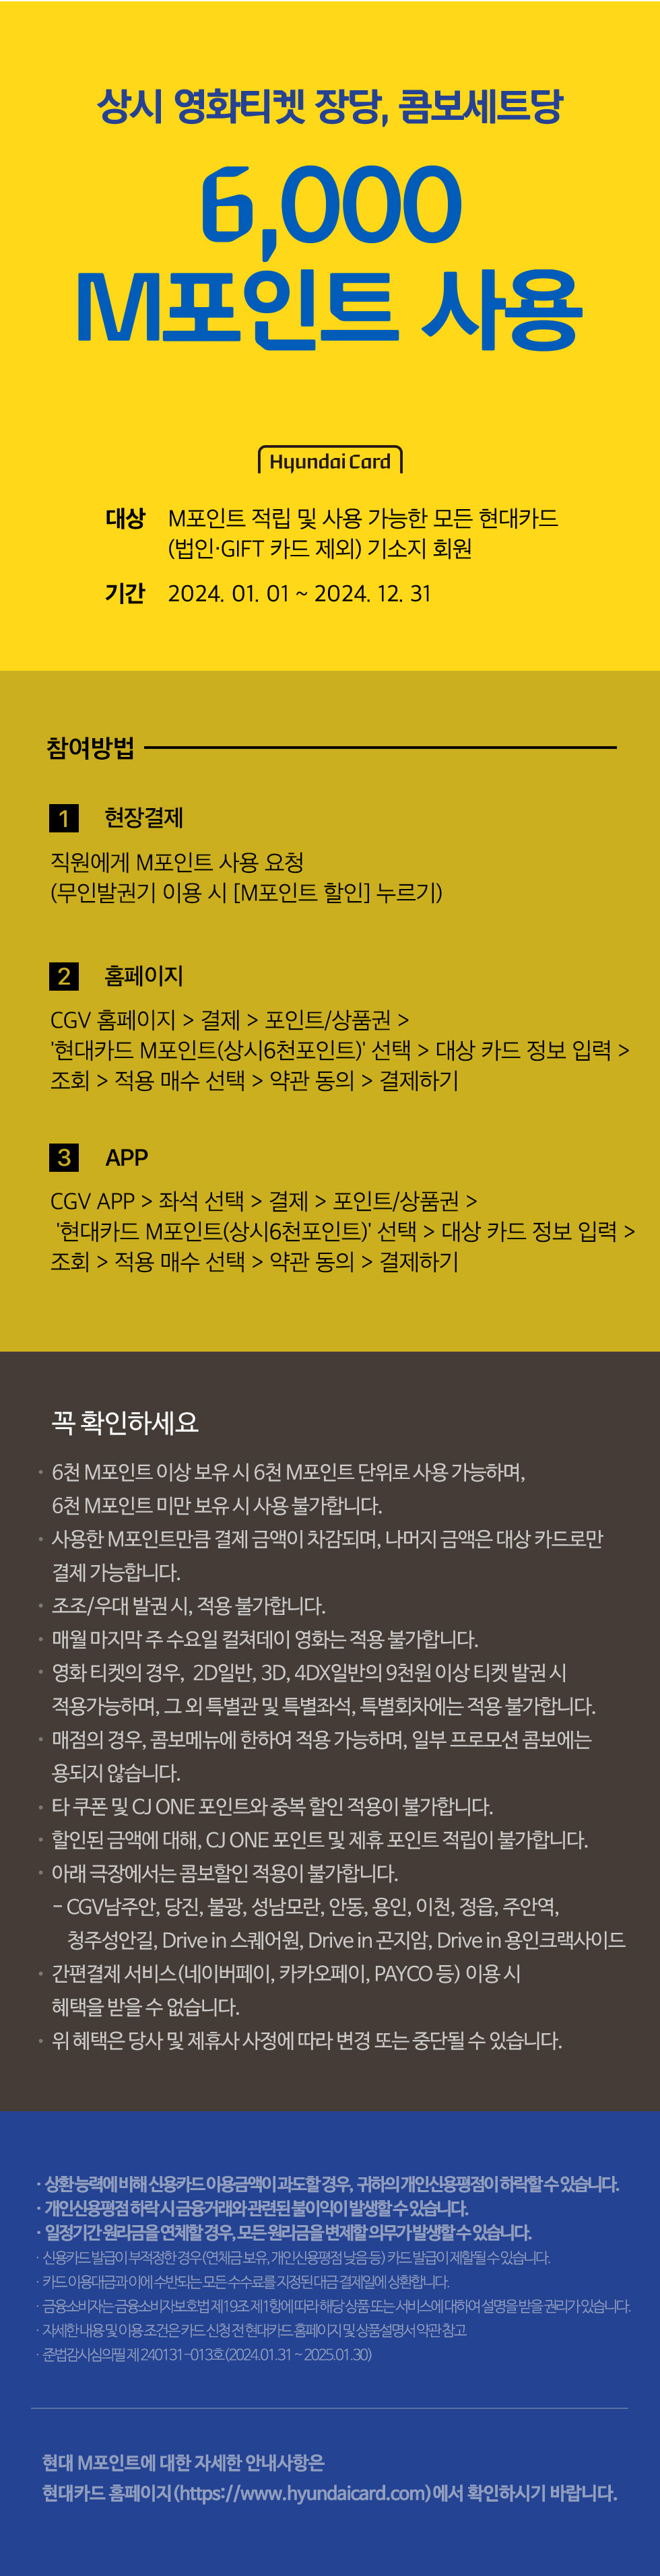 상시 영화티켓 장당, 콤보세트당
6,000
M포인트 사용
Hyundai Card
대상 M포인트 적립 및 사용 가능한 모든 현대카드
(법인·GIFT 카드 제외) 기소지 회원
기간 2024. 01. 01 ~ 2024. 12. 31
참여방법
1 현장결제
직원에게 M포인트 사용 요청
(무인발권기 이용 시 [M포인트 할인] 누르기)
2 홈페이지
CGV 홈페이지 > 결제 > 포인트/상품권 >
'현대카드 M포인트(상시6천포인트)' 선택 > 대상 카드 정보 입력 >
조회 > 적용 매수 선택 > 약관 동의 > 결제하기
3 APP
CGV APP > 좌석 선택 > 결제 > 포인트/상품권 >
'현대카드 M포인트(상시6천포인트)' 선택 > 대상 카드 정보 입력 >
조회 > 적용 매수 선택 > 약관 동의 > 결제하기
꼭 확인하세요
· 6천 M포인트 이상 보유 시 6천 M포인트 단위로 사용 가능하며,
6천 M포인트 미만 보유 시 사용 불가합니다.
· 사용한 M포인트만큼 결제 금액이 차감되며, 나머지 금액은 대상 카드로만
결제 가능합니다.
· 조조/우대 발권 시, 적용 불가합니다.
· 매월 마지막 주 수요일 컬쳐데이 영화는 적용 불가합니다.
· 영화 티켓의 경우, 2D일반, 3D, 4DX일반의 9천원 이상 티켓 발권 시
적용가능하며, 그 외 특별관 및 특별좌석, 특별회차에는 적용 불가합니다.
· 매점의 경우, 콤보메뉴에 한하여 적용 가능하며, 일부 프로모션 콤보에는
용되지 않습니다.
· 타 쿠폰 및 CJ ONE 포인트와 중복 할인 적용이 불가합니다.
· 할인된 금액에 대해, CJ ONE 포인트 및 제휴 포인트 적립이 불가합니다.
· 아래 극장에서는 콤보할인 적용이 불가합니다.
- CGV남주안, 당진, 불광, 성남모란, 안동, 용인, 이천, 정읍, 주안역,
청주성안길, Drive in 스퀘어원, Drive in 곤지암, Drive in 용인크랙사이드
· 간편결제 서비스(네이버페이, 카카오페이, PAYCO 등) 이용 시
혜택을 받을 수 없습니다.
· 위 혜택은 당사 및 제휴사 사정에 따라 변경 또는 중단될 수 있습니다.
· 상환 능력에 비해 신용카드 이용금액이 과도할 경우, 귀하의 개인신용평점이 하락할 수 있습니다.
· 개인신용평점 하락 시 금융거래와 관련된 불이익이 발생할 수 있습니다.
· 일정기간 원리금을 연체할 경우, 모든 원리금을 변제할 의무가 발생할 수 있습니다.
· 신용카드 발급이 부적정한 경우(연체금 보유, 개인신용평점 낮음 등) 카드 발급이 제한될 수 있습니다.
· 카드 이용대금과 이에 수반되는 모든 수수료를 지정된 대금 결제일에 상환합니다.
· 금융소비자는 금융소비자보호법 제19조 제1항에 따라 해당 상품 또는 서비스에 대하여 설명을 받을 권리가 있습니다.
· 자세한 내용 및 이용 조건은 카드 신청 전 현대카드 홈페이지 및 상품설명서 약관 참고
· 준법감시심의필 제 240131-013호 (2024.01.31 ~ 2025.01.30)
현대 M포인트에 대한 자세한 안내사항은
현대카드 홈페이지(https://www.hyundaicard.com)에서 확인하시기 바랍니다.